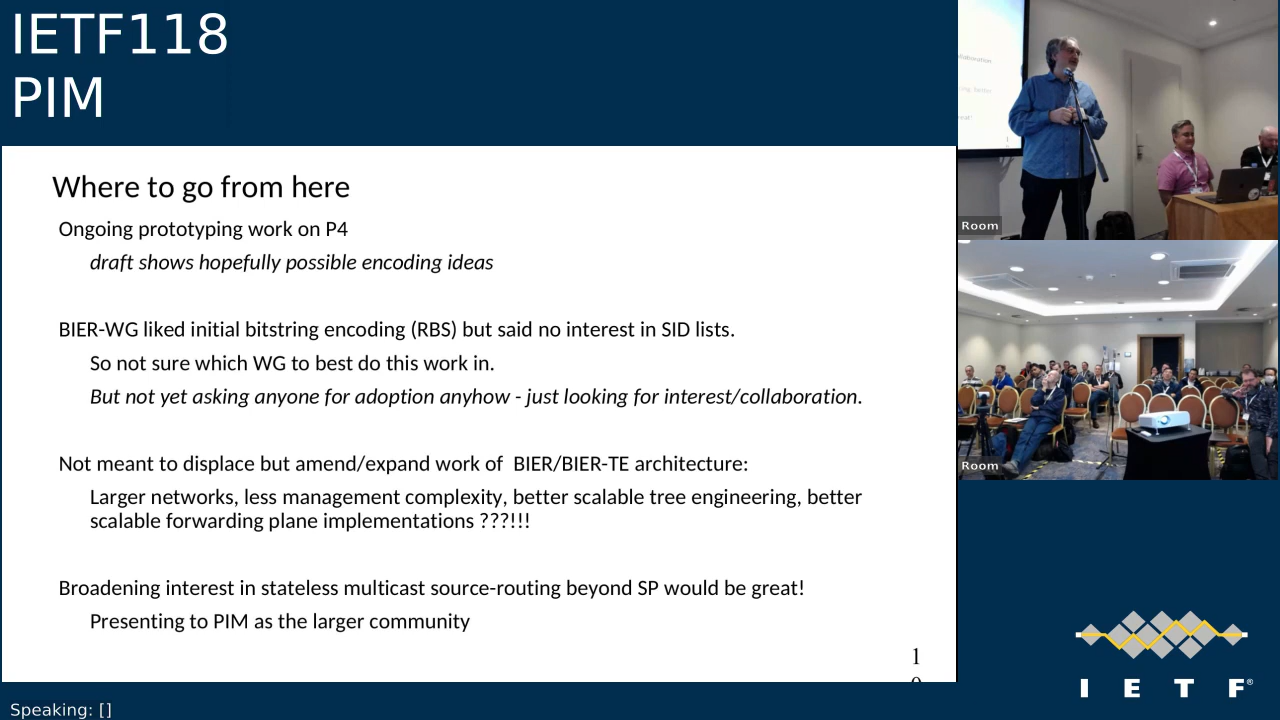 IETF118
PIM
Where to go from here
Ongoing prototyping work on P4
draft shows hopefully possible encoding ideas
BIER-WG liked initial bitstring encoding (RBS) but said no interest in SID lists.
So not sure which WG to best do this work in.
But not yet asking anyone for adoption anyhow - just looking for interest/collaboration.
Not meant to displace but amend/expand work of  BIER/BIER-TE architecture:
Larger networks, less management complexity, better scalable tree engineering, better
scalable forwarding plane implementations ???!!!
Broadening interest in stateless multicast source-routing beyond SP would be great!
Presenting to PIM as the larger community
1
Room
Room
I E T F®
Speaking: []